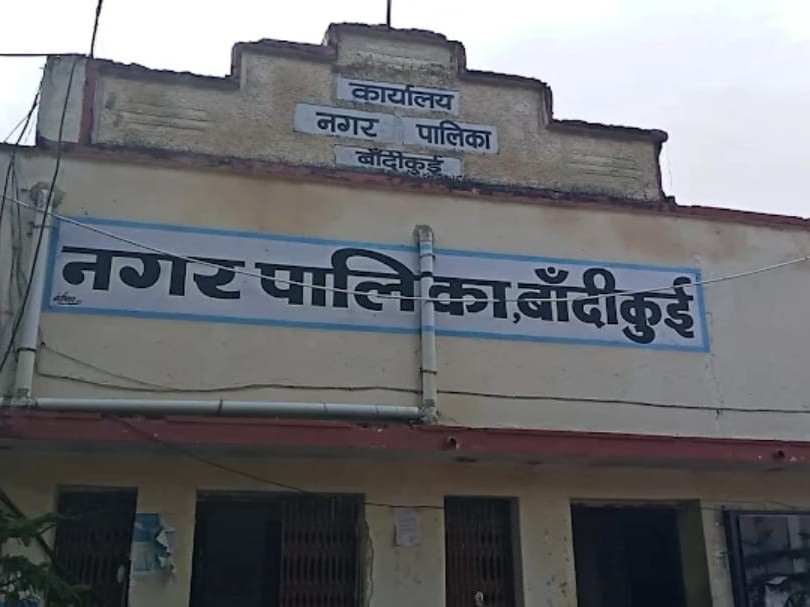 कार्यालय
नगर पालिका
बाँदीकुई
नगर पालिका,बाँदीकुई